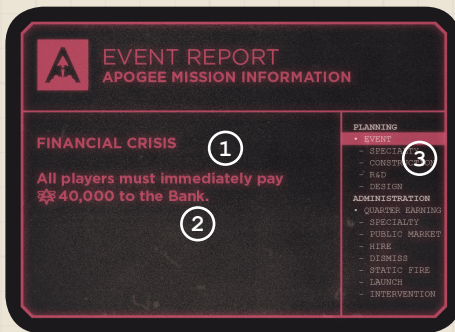 EVENT REPORT
APOGEE MISSION INFORMATION
FINANCIAL CRISIS
1
All players must immediately pay
40,000 to the Bank.
2
PLANNING
• EVENT
- SPECIALTY
- CONSTRUCTION
- R&D
- DESIGN
3
ADMINISTRATION
• QUARTER EARNING
- SPECIALTY
- PUBLIC MARKET
- HIRE
- DISMISS
- STATIC FIRE
- LAUNCH
- INTERVENTION